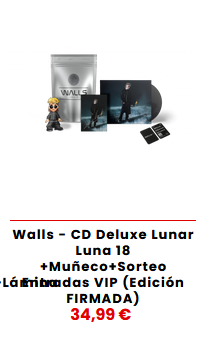 WALLS
Walls - CD Deluxe Lunar
Luna 18
+Muñeco+Sorteo
Entradas VIP (Edición
FIRMADA)
34,99 €